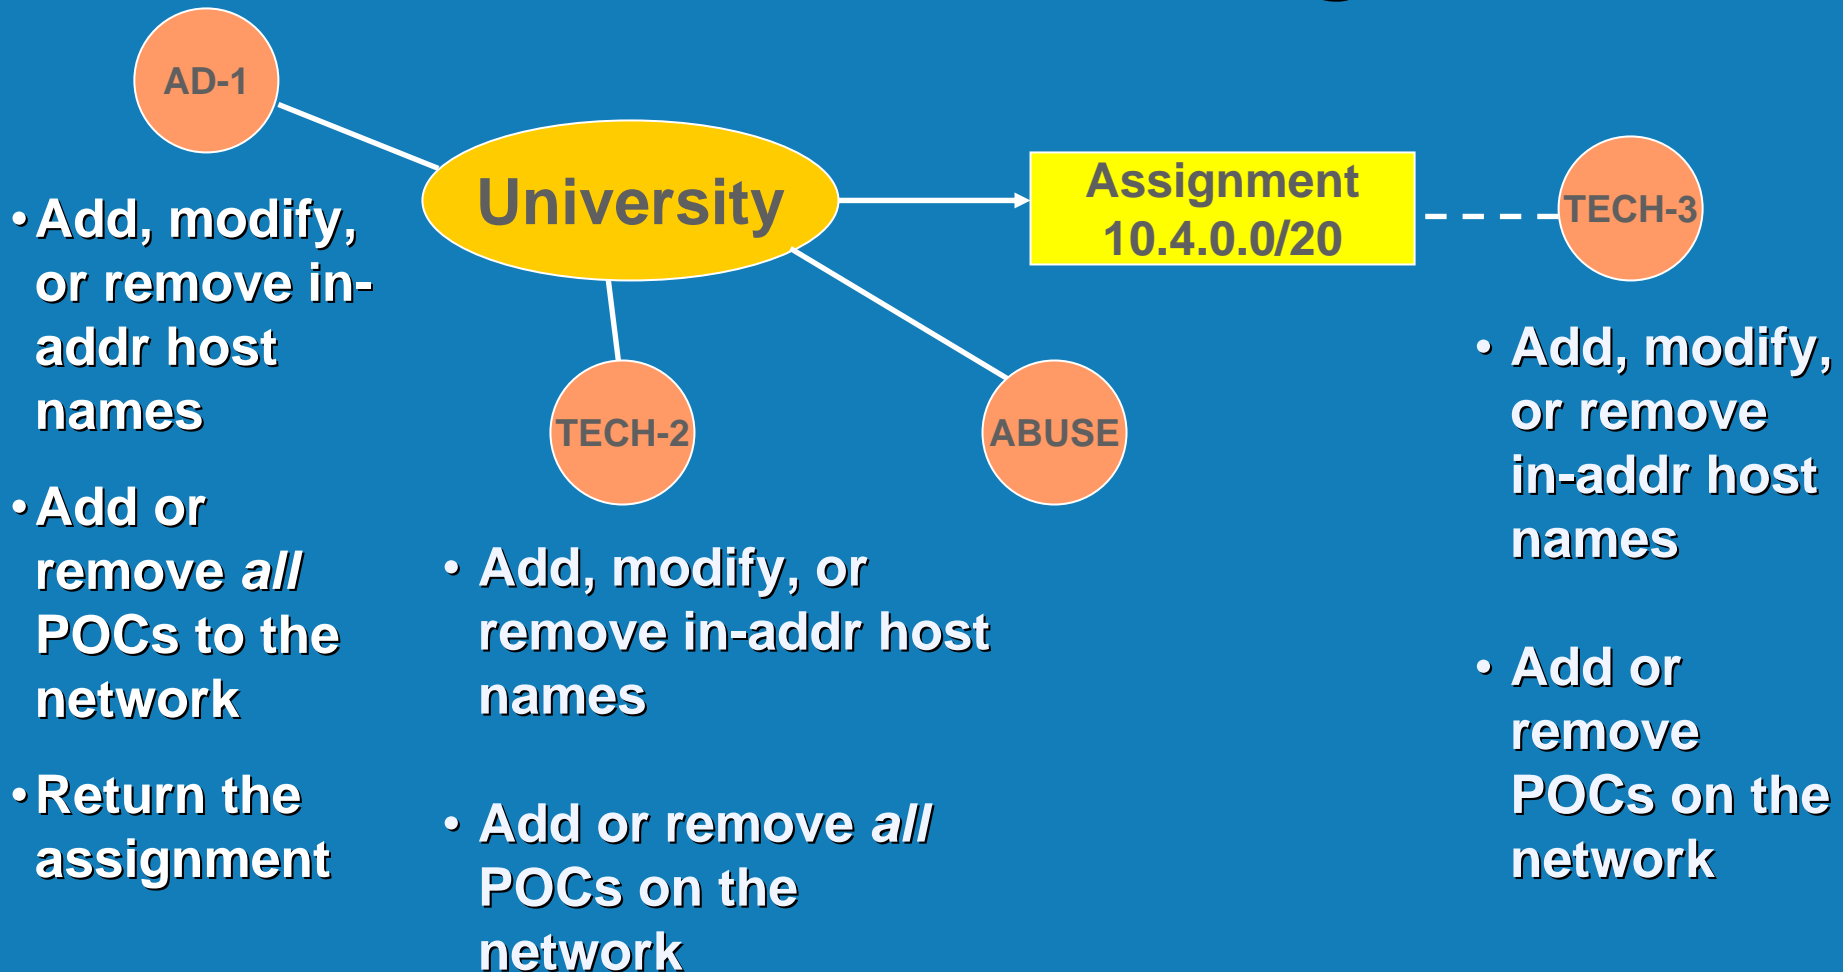 AD-1
University
Assignment
10.4.0.0/20
TECH-3
TECH-2
ABUSE
•Add, modify,
or remove in-
addr host
names
•Add or
remove all
POCs to the
network
•Return the
assignment
• Add, modify, or
remove in-addr host
names
• Add or remove all
POCs on the
network
• Add, modify,
or remove
in-addr host
names
• Add or
remove
POCs on the
network